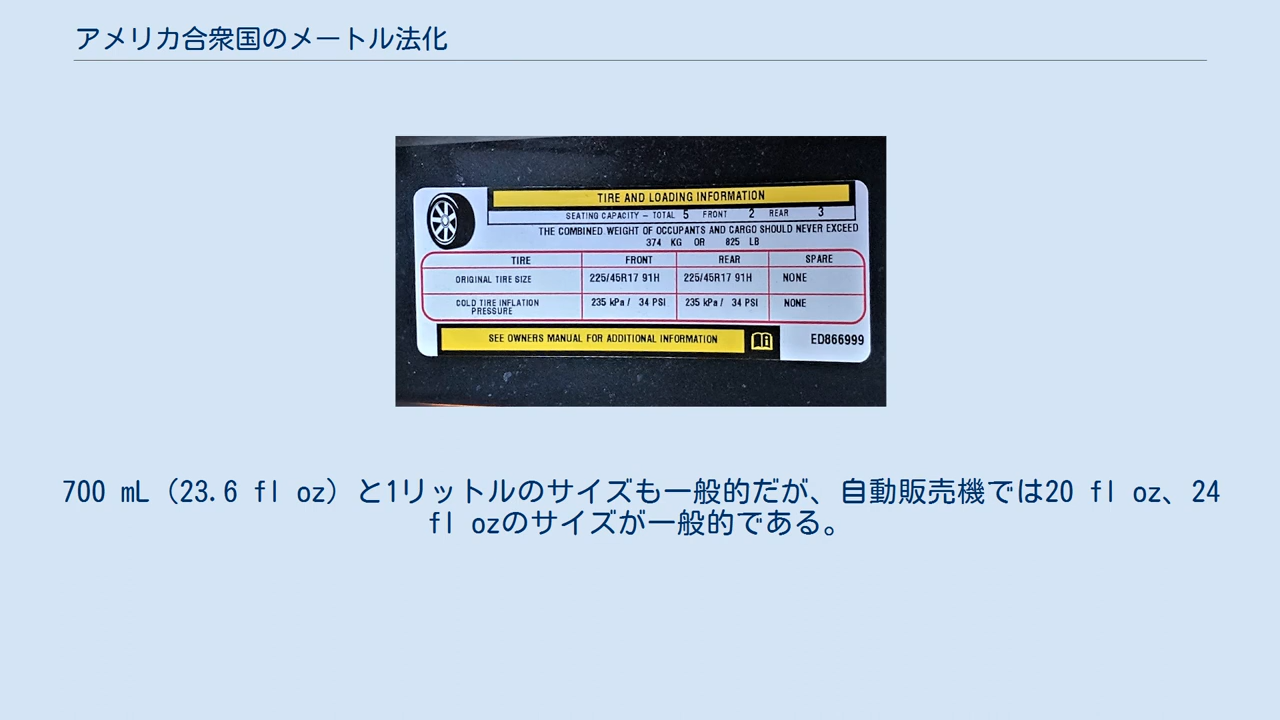 アメリカ合衆国のメートル法化
TIRE AND LOADING INFORMATION
SEATING CAPACITY – TOTAL 5 FRONT 2 REAR 3
THE COMBINED WEIGHT OF OCCUPANTS AND CARGO SHOULD NEVER EXCEED
374 KG OR 825 LB
TIRE FRONT REAR SPARE
ORIGINAL TIRE SIZE 225/45R17 91H 225/45R17 91H NONE
COLD TIRE INFLATION PRESSURE 235 kPa / 34 PSI 235 kPa / 34 PSI NONE
SEE OWNERS MANUAL FOR ADDITIONAL INFORMATION
ED866999
700 mL（23.6 fl oz）と1リットルのサイズも一般的だが、自動販売機では20 fl oz、24
fl ozのサイズが一般的である。